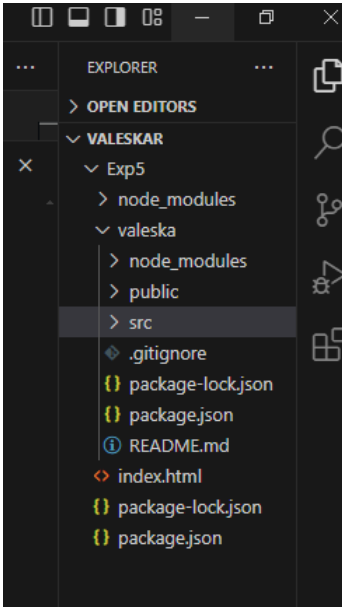 EXPLORER
OPEN EDITORS
VALESKAR
Exp5
node_modules
valeska
node_modules
public
src
.gitignore
package-lock.json
package.json
README.md
index.html
package-lock.json
package.json